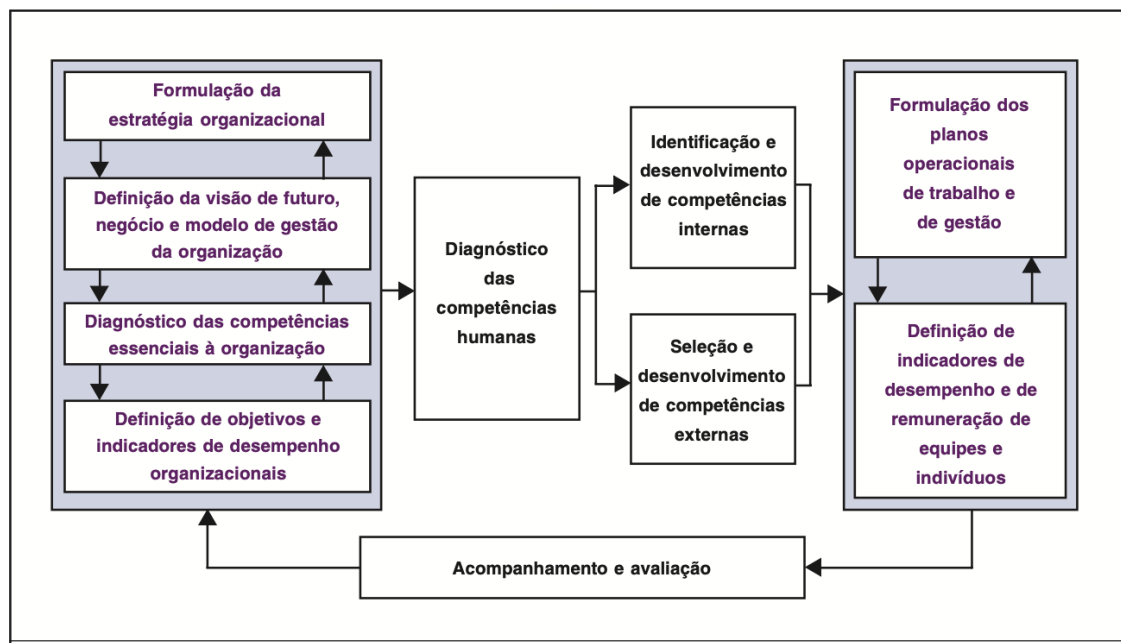 Formulação da
estratégia organizacional
Definição da visão de futuro,
negócio e modelo de gestão
da organização
Diagnóstico das competências
essenciais à organização
Definição de objetivos e
indicadores de desempenho
organizacionais
Diagnóstico
das
competências
humanas
Identificação e
desenvolvimento
de competências
internas
Seleção e
desenvolvimento
de competências
externas
Formulação dos
planos
operacionais
de trabalho e
de gestão
Definição de
indicadores de
desempenho e de
remuneração de
equipes e
indivíduos
Acompanhamento e avaliação